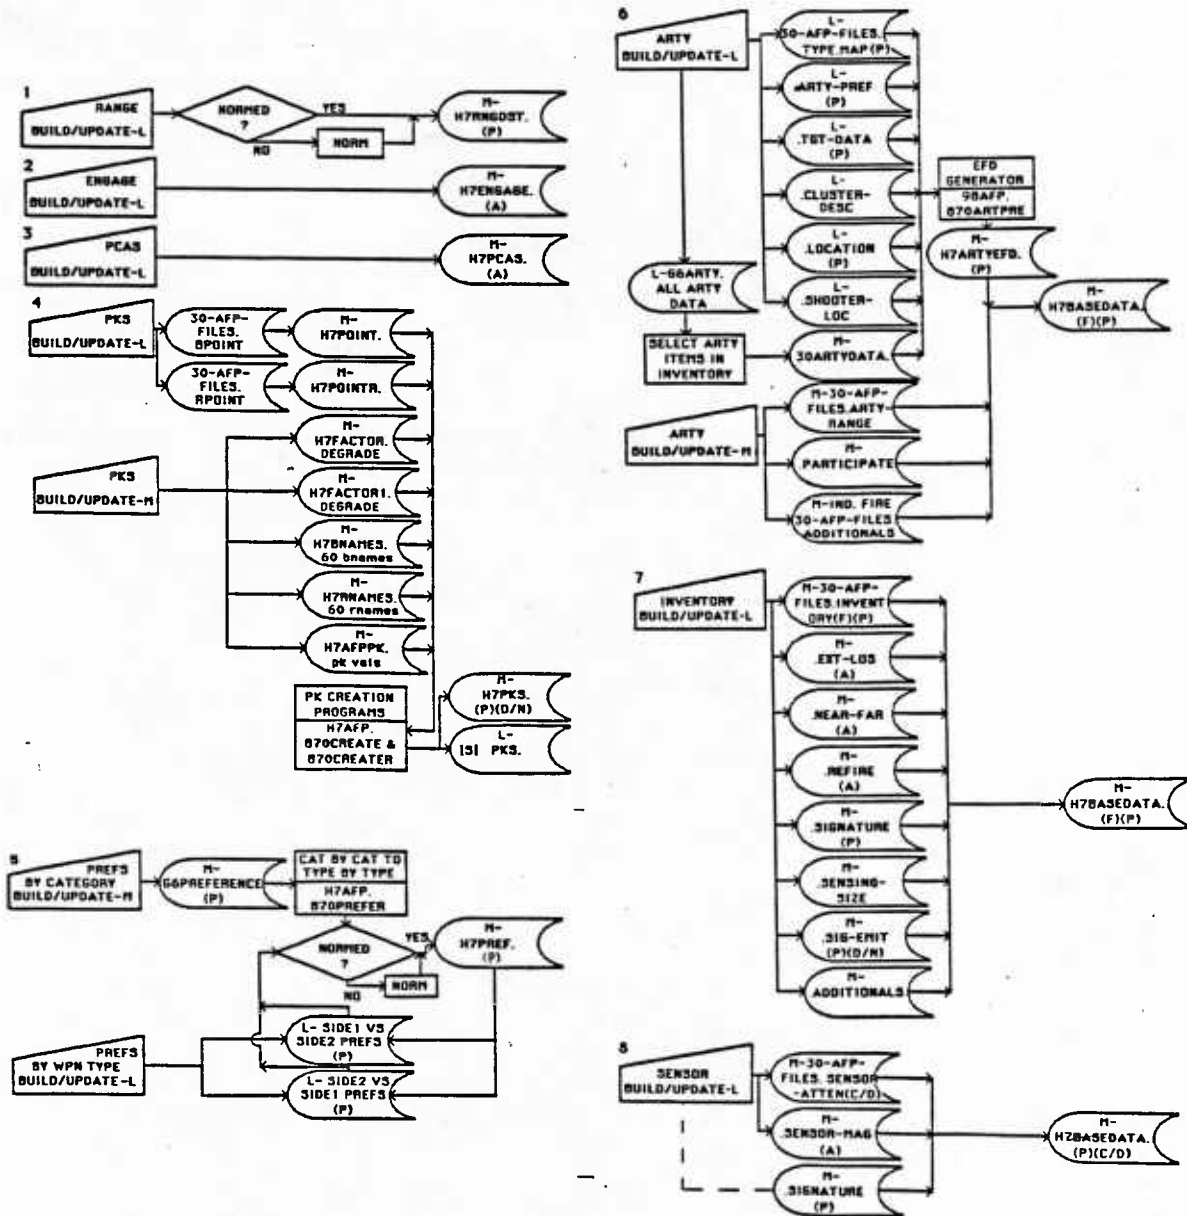 1
RANGE
BUILD/UPDATE-L
NORMED
?
YES
NO
NORM
M-
H7RNGDST.
(P)
2
ENGAGE
BUILD/UPDATE-L
M-
H7ENGAGE.
(A)
3
PCAS
BUILD/UPDATE-L
M-
H7PCAS.
(A)
4
PKS
BUILD/UPDATE-L
30-AFP-
FILES.
BPOINT
M-
H7POINT.
30-AFP-
FILES.
RPOINT
M-
H7POINTR.
PKS
BUILD/UPDATE-M
M-
H7FACTOR.
DEGRADE
M-
H7FACTOR1.
DEGRADE
M-
H7BNAMES.
60 bnames
M-
H7RNAMES.
60 rnames
M-
H7AFPPK.
pk vals
PK CREATION
PROGRAMS
H7AFP.
870CREATE &
870CREATER
M-
H7PKS.
(P)(D/N)
L-
|S| PKS.
5
PREFS
BY CATEGORY
BUILD/UPDATE-M
M-
G6PREFERENCE
(P)
CAT BY CAT TO
TYPE BY TYPE
H7AFP.
870PREFER
NORMED
?
YES
NO
NORM
M-
H7PREF.
(P)
PREFS
BY WPN TYPE
BUILD/UPDATE-L
L- SIDE1 VS
SIDE2 PREFS
(P)
L- SIDE2 VS
SIDE1 PREFS
(P)
6
ARTY
BUILD/UPDATE-L
L-
30-AFP-FILES.
TYPE.MAP(P)
L-
.ARTY-PREF
(P)
L-
.TGT-DATA
(P)
L-
.CLUSTER-
DESC
L-
.LOCATION
(P)
L-
.SHOOTER-
LOC
L-G6ARTY.
ALL ARTY
DATA
SELECT ARTY
ITEMS IN
INVENTORY
M-
30ARTYDATA.
EFD
GENERATOR
98AFP.
870ARTPRE
M-
H7ARTYEFD.
(P)
M-
H7BASEDATA.
(F)(P)
ARTY
BUILD/UPDATE-M
M-30-AFP-
FILES.ARTY-
RANGE
M-
.PARTICIPATE
M-IND. FIRE
30-AFP-FILES.
ADDITIONALS
7
INVENTORY
BUILD/UPDATE-L
M-30-AFP-
FILES.INVENT
ORY(F)(P)
M-
.EXT-LOS
(A)
M-
.NEAR-FAR
(A)
M-
.REFIRE
(A)
M-
.SIGNATURE
(P)
M-
.SENSING-
SIZE
M-
.SIG-EMIT
(P)(D/N)
M-
ADDITIONALS
M-
H7BASEDATA.
(F)(P)
8
SENSOR
BUILD/UPDATE-L
M-30-AFP-
FILES. SENSOR
-ATTEN(C/D)
M-
.SENSOR-MAG
(A)
M-
.SIGNATURE
(P)
M-
H7BASEDATA.
(P)(C/D)